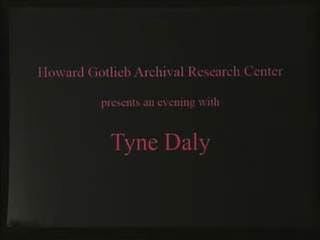 Howard Gotlieb Archival Research Center
presents an evening with
Tyne Daly